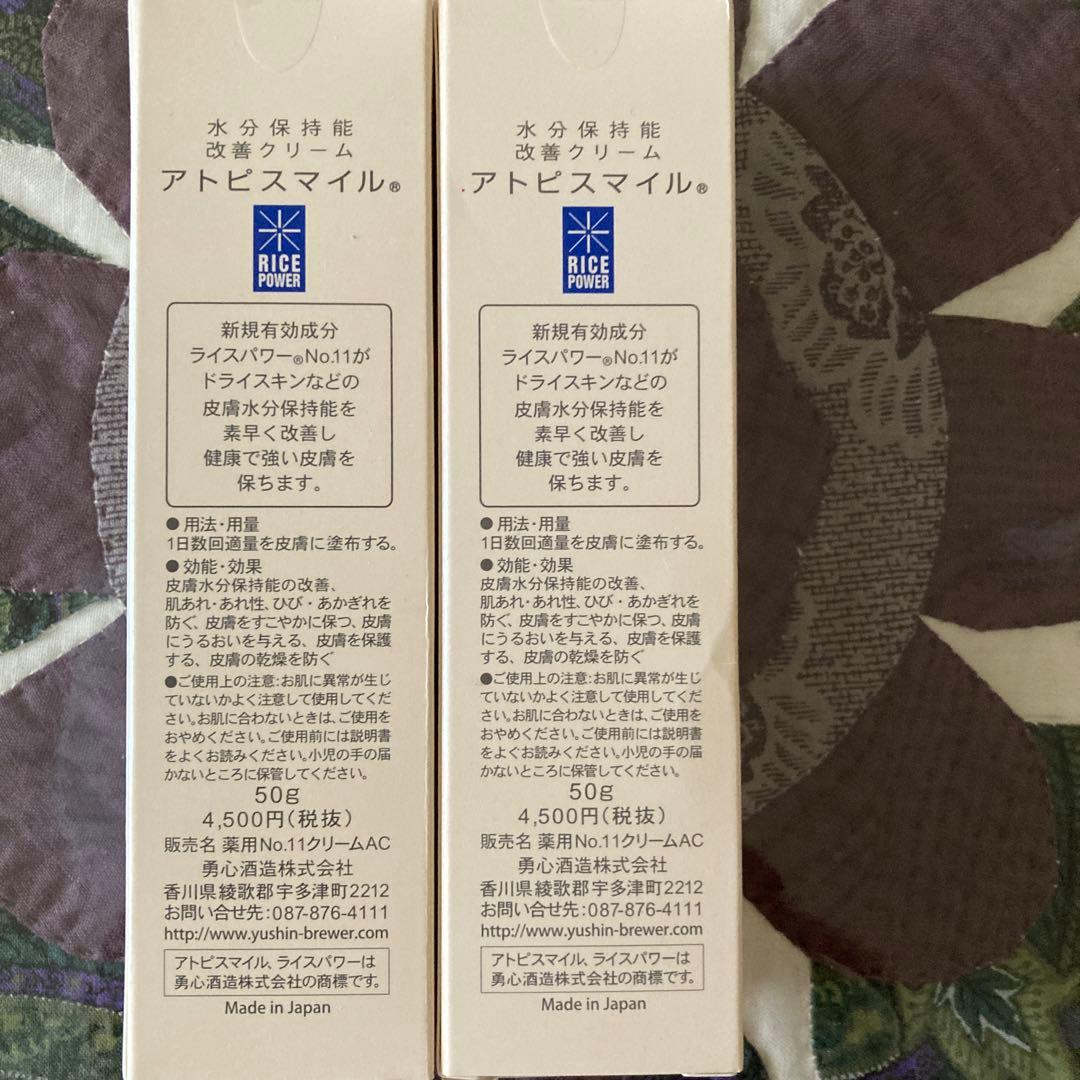 水分保持能
改善クリーム
アトピスマイル®
RICE
POWER
新規有効成分
ライスパワー®No.11が
ドライスキンなどの
皮膚水分保持能を
素早く改善し
健康で強い皮膚を
保ちます。
●用法・用量
1日数回適量を皮膚に塗布する。
●効能・効果
皮膚水分保持能の改善、
肌あれ・あれ性、ひび・あかぎれを
防ぐ、皮膚をすこやかに保つ、皮膚
にうるおいを与える、皮膚を保護
する、皮膚の乾燥を防ぐ
●ご使用上の注意:お肌に異常が生じ
ていないかよく注意して使用してくだ
さい。お肌に合わないときは、ご使用を
おやめください。ご使用前には説明書
をよくお読みください。小児の手の届
かないところに保管してください。
50g
4,500円(税抜)
販売名 薬用No.11クリームAC
勇心酒造株式会社
香川県綾歌郡宇多津町2212
お問い合せ先:087-876-4111
http://www.yushin-brewer.com
アトピスマイル、ライスパワーは
勇心酒造株式会社の商標です。
Made in Japan
水分保持能
改善クリーム
アトピスマイル®
RICE
POWER
新規有効成分
ライスパワー®No.11が
ドライスキンなどの
皮膚水分保持能を
素早く改善し
健康で強い皮膚を
保ちます。
●用法・用量
1日数回適量を皮膚に塗布する。
●効能・効果
皮膚水分保持能の改善、
肌あれ・あれ性、ひび・あかぎれを
防ぐ、皮膚をすこやかに保つ、皮膚
にうるおいを与える、皮膚を保護
する、皮膚の乾燥を防ぐ
●ご使用上の注意:お肌に異常が生じ
ていないかよく注意して使用してくだ
さい。お肌に合わないときは、ご使用を
おやめください。ご使用前には説明書
をよくお読みください。小児の手の届
かないところに保管してください。
50g
4,500円(税抜)
販売名 薬用No.11クリームAC
勇心酒造株式会社
香川県綾歌郡宇多津町2212
お問い合せ先:087-876-4111
http://www.yushin-brewer.com
アトピスマイル、ライスパワーは
勇心酒造株式会社の商標です。
Made in Japan